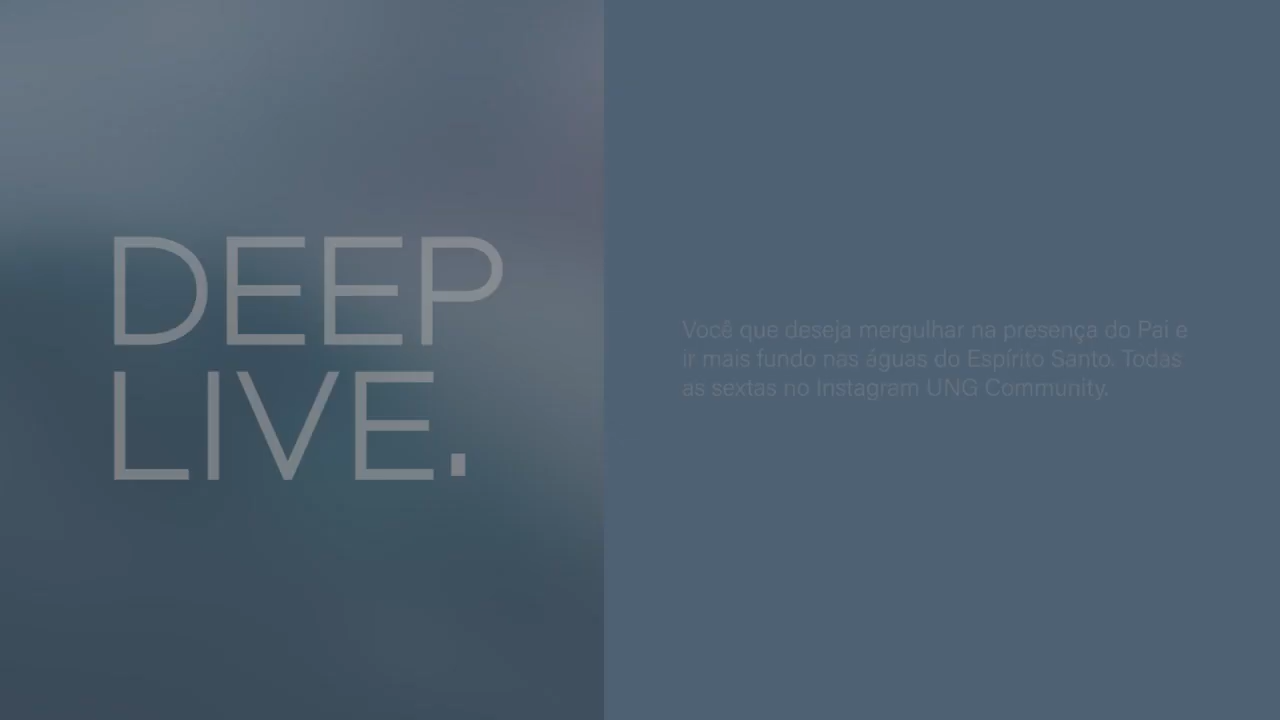 DEEP
LIVE.
Você que deseja mergulhar na presença do Pai e
ir mais fundo nas águas do Espírito Santo. Todas
as sextas no Instagram UNG Community.